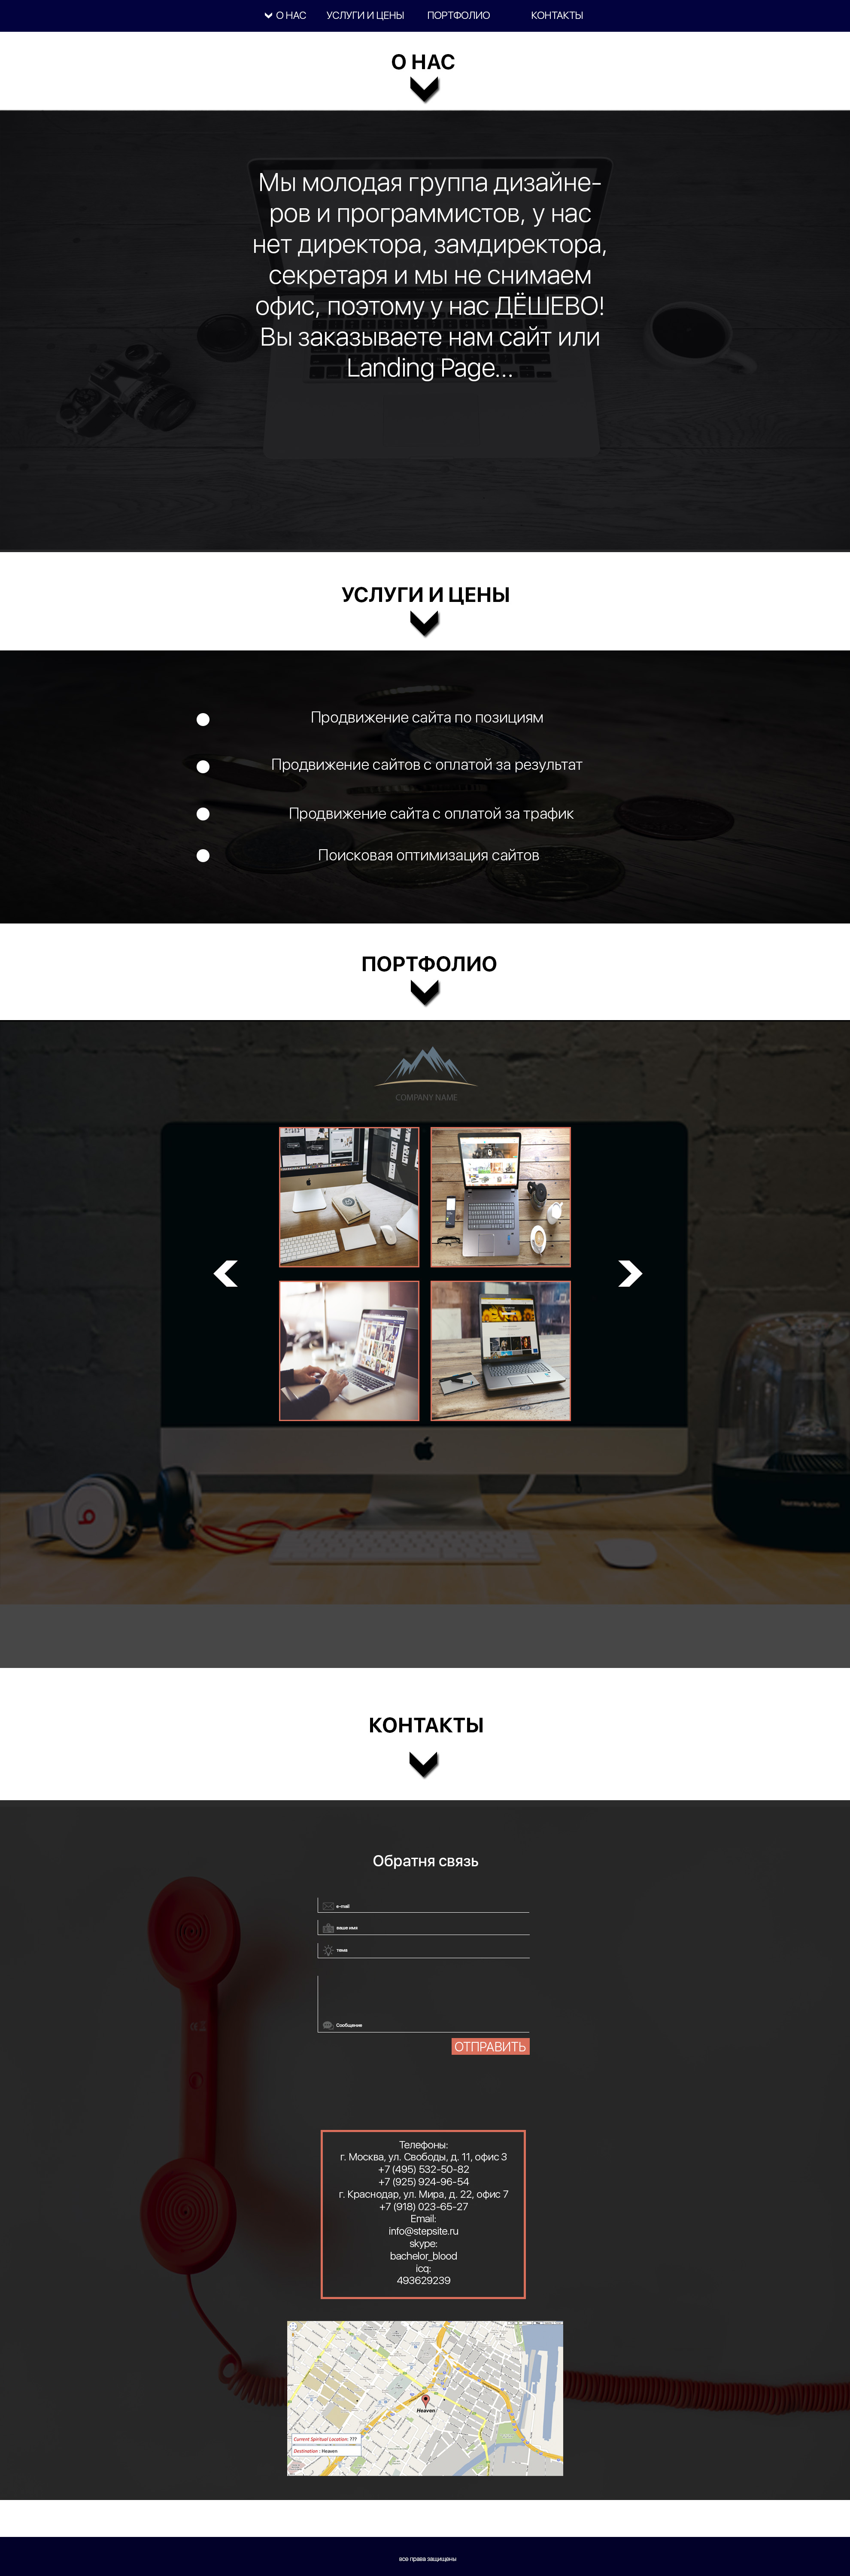 О НАС УСЛУГИ И ЦЕНЫ ПОРТФОЛИО КОНТАКТЫ
О НАС
Мы молодая группа дизайне-
ров и программистов, у нас
нет директора, замдиректора,
секретаря и мы не снимаем
офис, поэтому у нас ДЁШЕВО!
Вы заказываете нам сайт или
Landing Page...
УСЛУГИ И ЦЕНЫ
Продвижение сайта по позициям
Продвижение сайтов с оплатой за результат
Продвижение сайта с оплатой за трафик
Поисковая оптимизация сайтов
ПОРТФОЛИО
COMPANY NAME
harman/kardon
КОНТАКТЫ
Обратня связь
e-mail
ваше имя
тема
Сообщение
ОТПРАВИТЬ
Телефоны:
г. Москва, ул. Свободы, д. 11, офис 3
+7 (495) 532-50-82
+7 (925) 924-96-54
г. Краснодар, ул. Мира, д. 22, офис 7
+7 (918) 023-65-27
Email:
info@stepsite.ru
skype:
bachelor_blood
icq:
493629239
Heaven
Current Spiritual Location: ???
Destination : Heaven
все права защищены